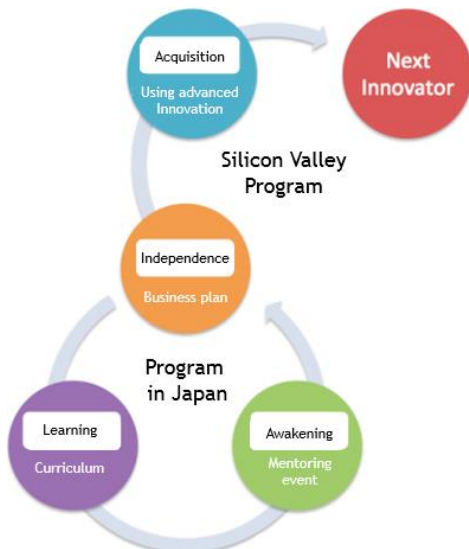 Acquisition
Using advanced
Innovation
Next
Innovator
Silicon Valley
Program
Independence
Business plan
Program
in Japan
Learning
Curriculum
Awakening
Mentoring
event